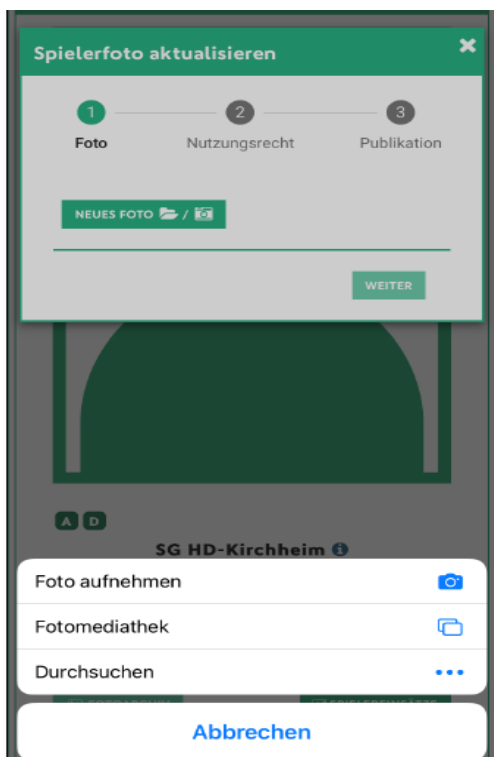 Spielerfoto aktualisieren
1 2 3
Foto Nutzungsrecht Publikation
NEUES FOTO /
WEITER
A D
SG HD-Kirchheim
Foto aufnehmen
Fotomediathek
Durchsuchen
Abbrechen